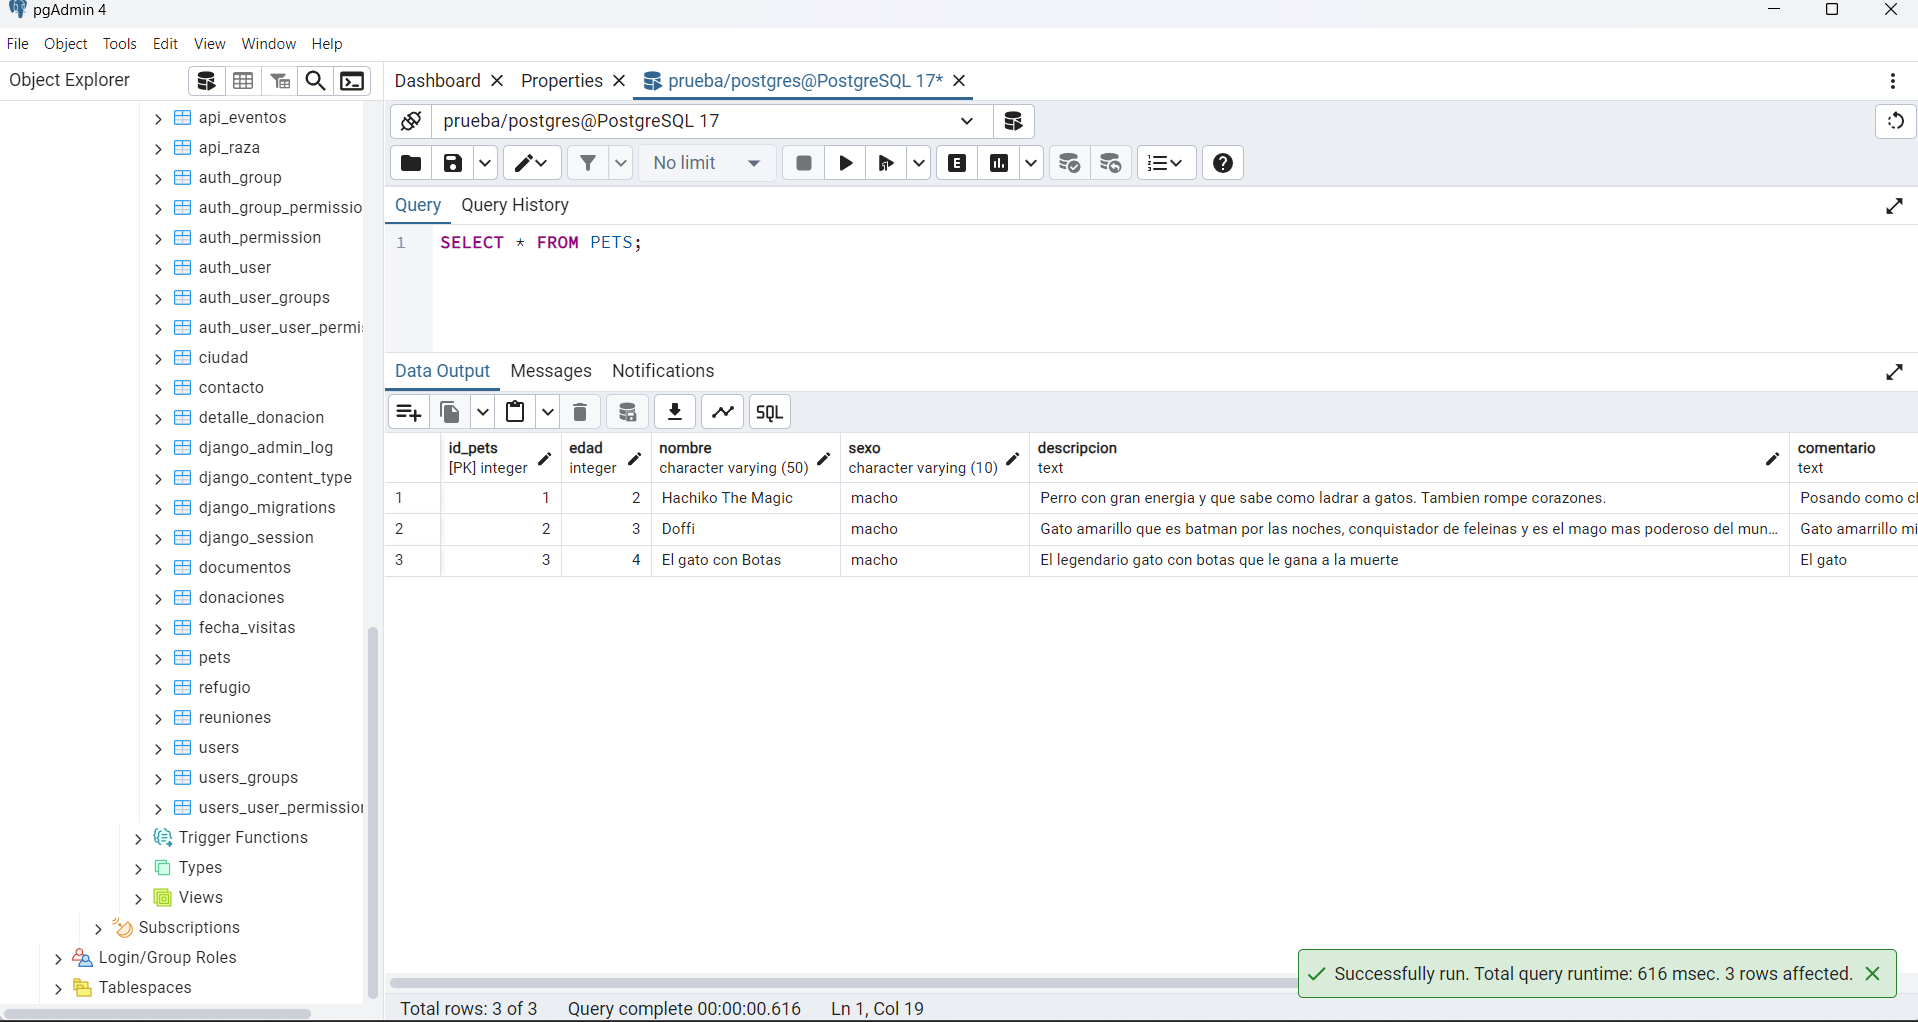 pgAdmin 4
File Object Tools Edit View Window Help
Object Explorer
Dashboard Properties prueba/postgres@PostgreSQL 17*
prueba/postgres@PostgreSQL 17
No limit
E
Query Query History
1 SELECT * FROM PETS;
Data Output Messages Notifications
SQL
id_pets
[PK] integer
edad
integer
nombre
character varying (50)
sexo
character varying (10)
descripcion
text
comentario
text
1 1 2 Hachiko The Magic macho Perro con gran energia y que sabe como ladrar a gatos. Tambien rompe corazones. Posando como cl
2 2 3 Doffi macho Gato amarillo que es batman por las noches, conquistador de feleinas y es el mago mas poderoso del mun... Gato amarrillo mi
3 3 4 El gato con Botas macho El legendario gato con botas que le gana a la muerte El gato
api_eventos
api_raza
auth_group
auth_group_permissio
auth_permission
auth_user
auth_user_groups
auth_user_user_permi
ciudad
contacto
detalle_donacion
django_admin_log
django_content_type
django_migrations
django_session
documentos
donaciones
fecha_visitas
pets
refugio
reuniones
users
users_groups
users_user_permission
Trigger Functions
Types
Views
Subscriptions
Login/Group Roles
Tablespaces
Successfully run. Total query runtime: 616 msec. 3 rows affected.
Total rows: 3 of 3 Query complete 00:00:00.616 Ln 1, Col 19